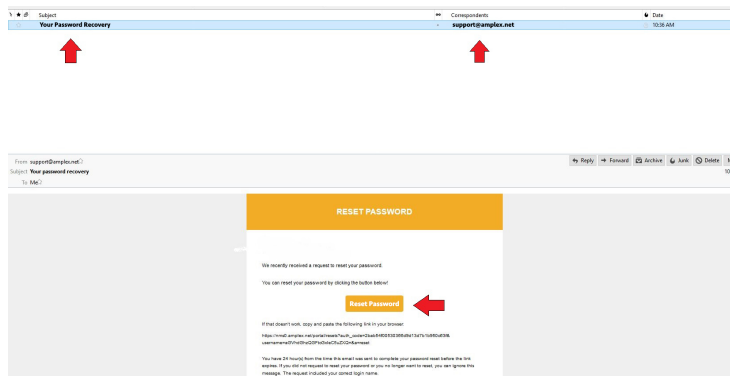 Subject Correspondents Date
Your Password Recovery support@amplex.net 10:36 AM
From support@amplex.net Reply Forward Archive Junk Delete
Subject Your password recovery 10
To Me
RESET PASSWORD
We recently received a request to reset your password.
You can reset your password by clicking the button below!
Reset Password
If that doesn't work, copy and paste the following link in your browser:
You have 24 hour(s) from the time this email was sent to complete your password reset before the link
expires. If you did not request to reset your password or you no longer want to reset, you can ignore this
message. The request included your correct login name.